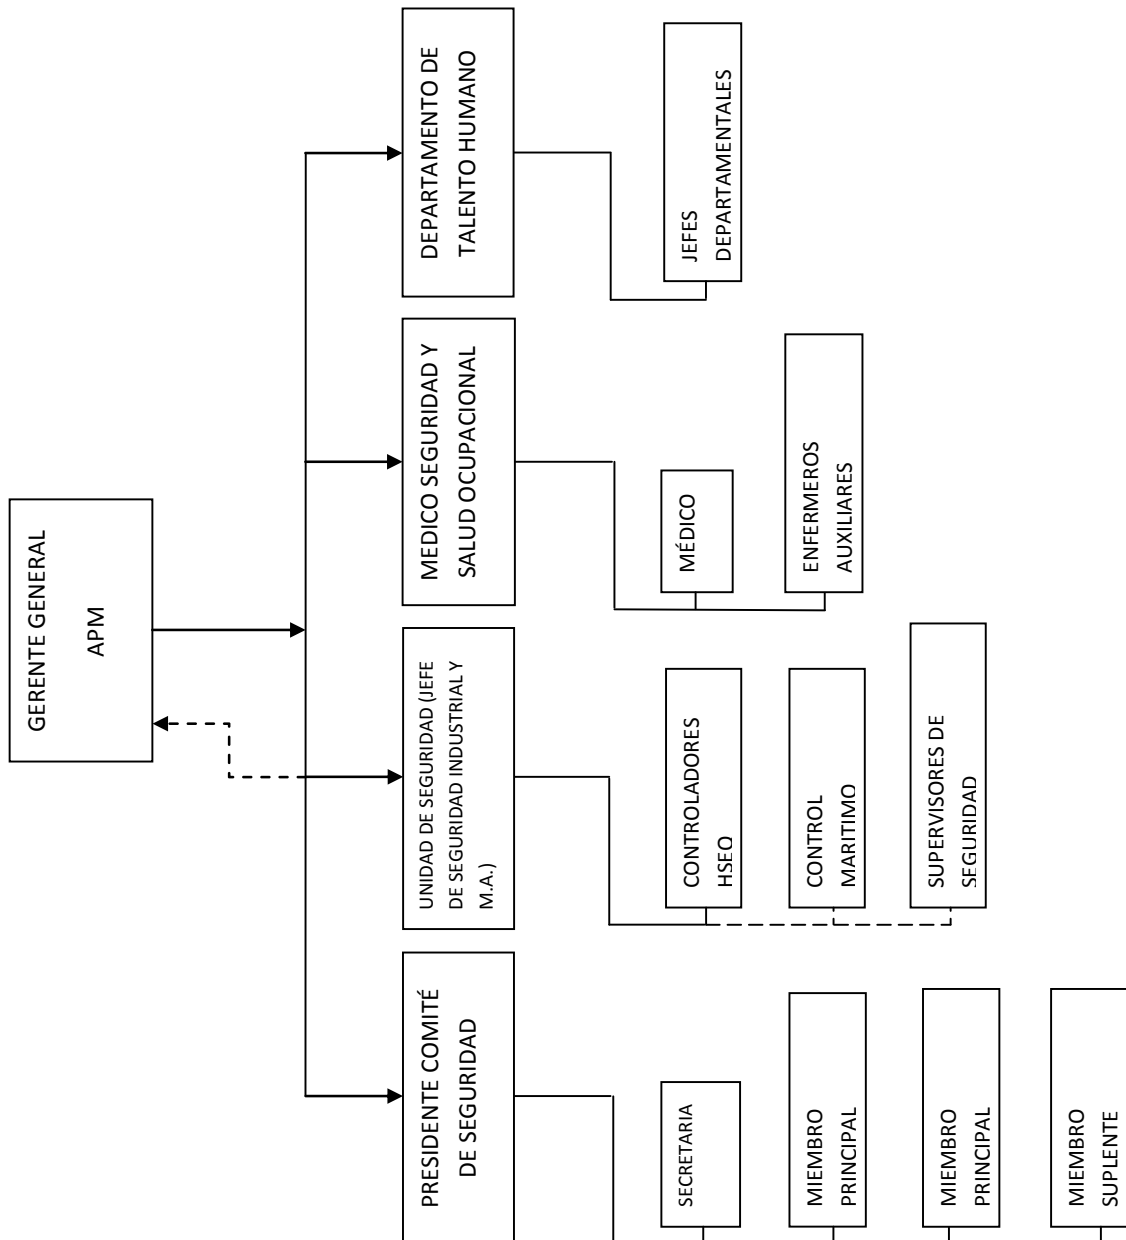 GERENTE GENERAL
APM
PRESIDENTE COMITÉ
DE SEGURIDAD
SECRETARIA
MIEMBRO
PRINCIPAL
MIEMBRO
PRINCIPAL
MIEMBRO
SUPLENTE
UNIDAD DE SEGURIDAD (JEFE
DE SEGURIDAD INDUSTRIAL Y
M.A.)
CONTROLADORES
HSEQ
CONTROL
MARITIMO
SUPERVISORES DE
SEGURIDAD
MEDICO SEGURIDAD Y
SALUD OCUPACIONAL
MÉDICO
ENFERMEROS
AUXILIARES
DEPARTAMENTO DE
TALENTO HUMANO
JEFES
DEPARTAMENTALES